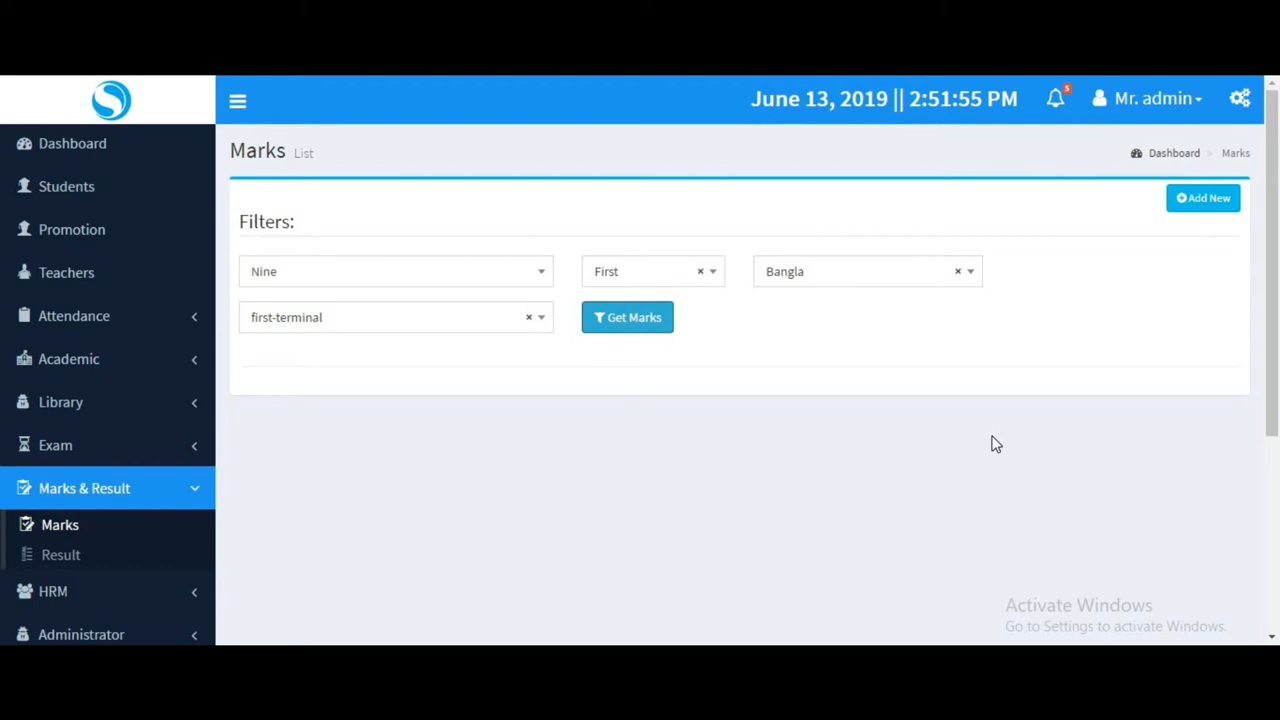 June 13, 2019 || 2:51:55 PM
5
Mr. admin
Dashboard
Students
Promotion
Teachers
Attendance
Academic
Library
Exam
Marks & Result
Marks
Result
HRM
Administrator
Marks List
Dashboard > Marks
Add New
Filters:
Nine
First ×
Bangla ×
first-terminal ×
Get Marks
Activate Windows
Go to Settings to activate Windows.